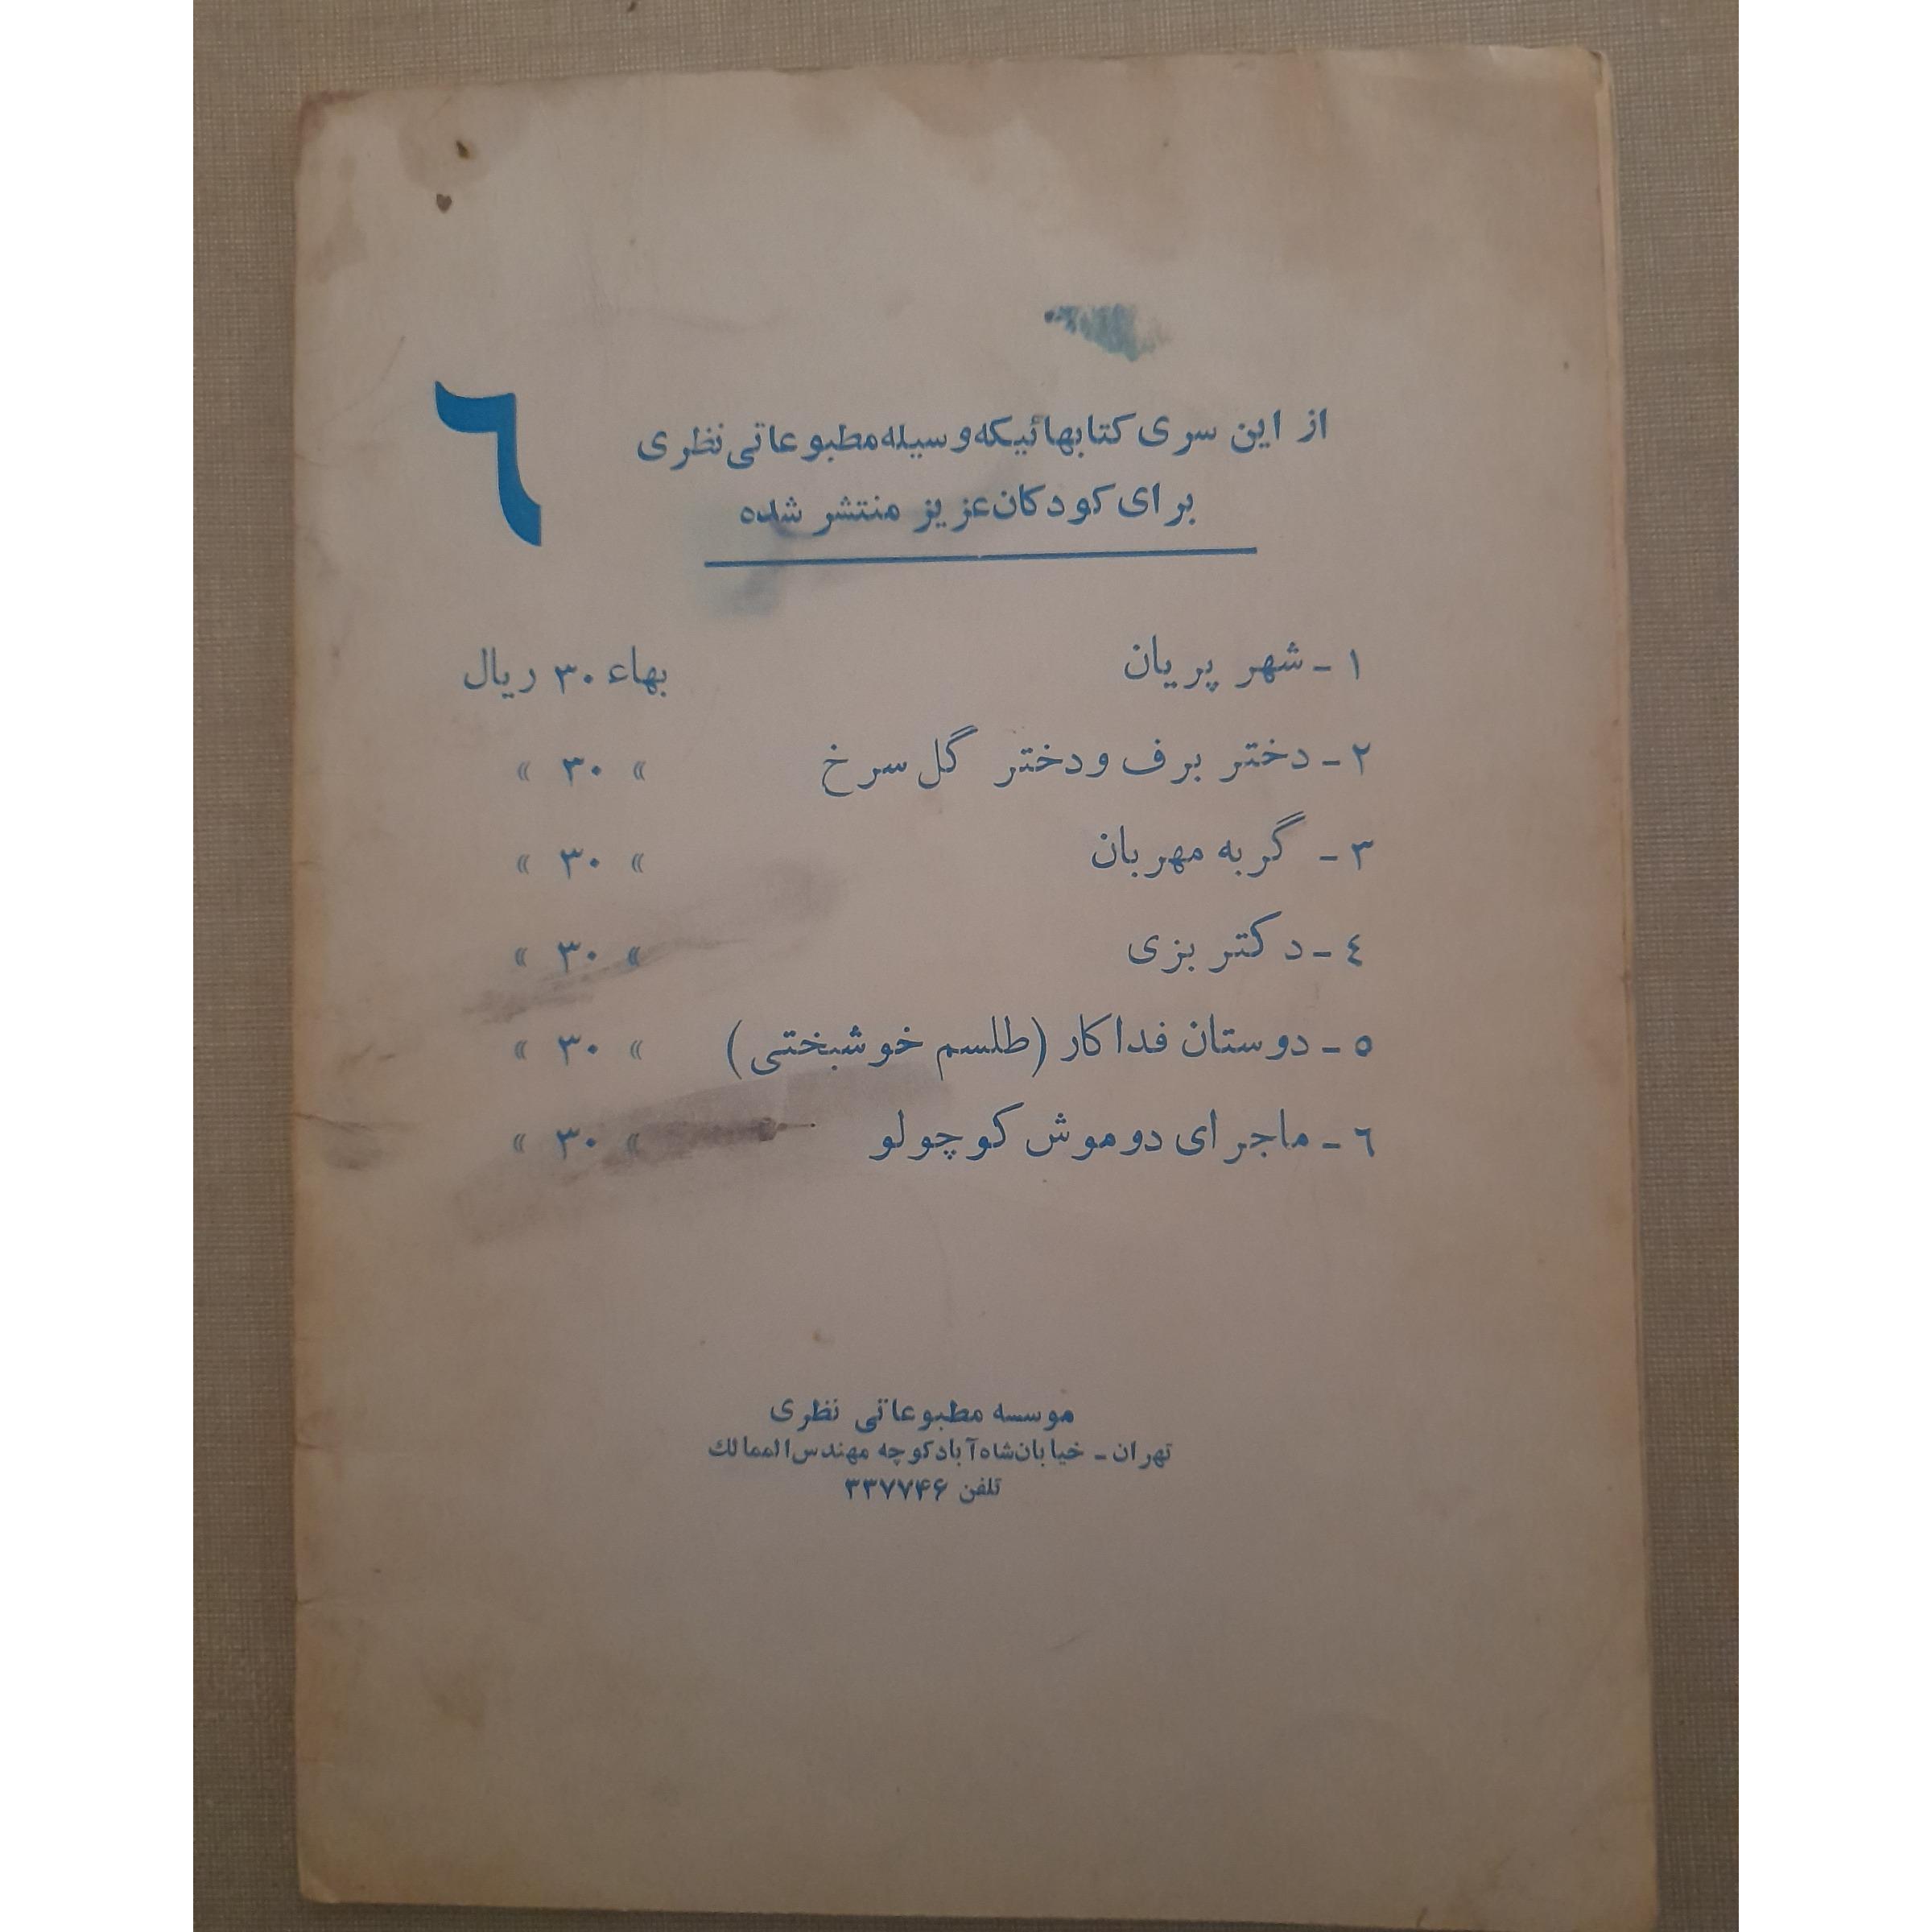 ٦
از این سری کتابهائیکه وسیله مطبوعاتی نظری
برای کودکان عزیز منتشر شده
۱ - شهر پریان بهاء ۳۰ ریال
۲ - دختر برف و دختر گل سرخ » ۳۰ »
۳ - گربه مهربان » ۳۰ »
٤ - دکتر بزی » ۳۰ »
٥ - دوستان فداکار (طلسم خوشبختی) » ۳۰ »
٦ - ماجرای دو موش کوچولو » ۳۰ »
موسسه مطبوعاتی نظری
تهران - خیابان شاه آباد کوچه مهندس الممالک
تلفن ۳۳۷۷۴۶